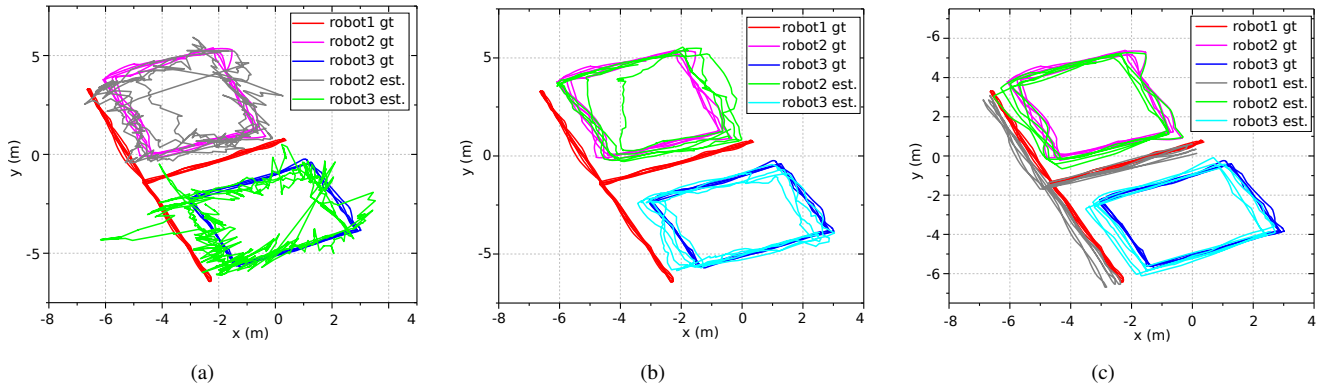 robot1 gt
robot2 gt
robot3 gt
robot2 est.
robot3 est.
y (m)
5
0
-5
-8
-6
-4
-2
0
2
4
x (m)
(a)
robot1 gt
robot2 gt
robot3 gt
robot2 est.
robot3 est.
y (m)
5
0
-5
-8
-6
-4
-2
0
2
4
x (m)
(b)
robot1 gt
robot2 gt
robot3 gt
robot1 est.
robot2 est.
robot3 est.
y (m)
-6
4
2
0
-2
-4
-6
-8
-6
-4
-2
0
2
4
x (m)
(c)